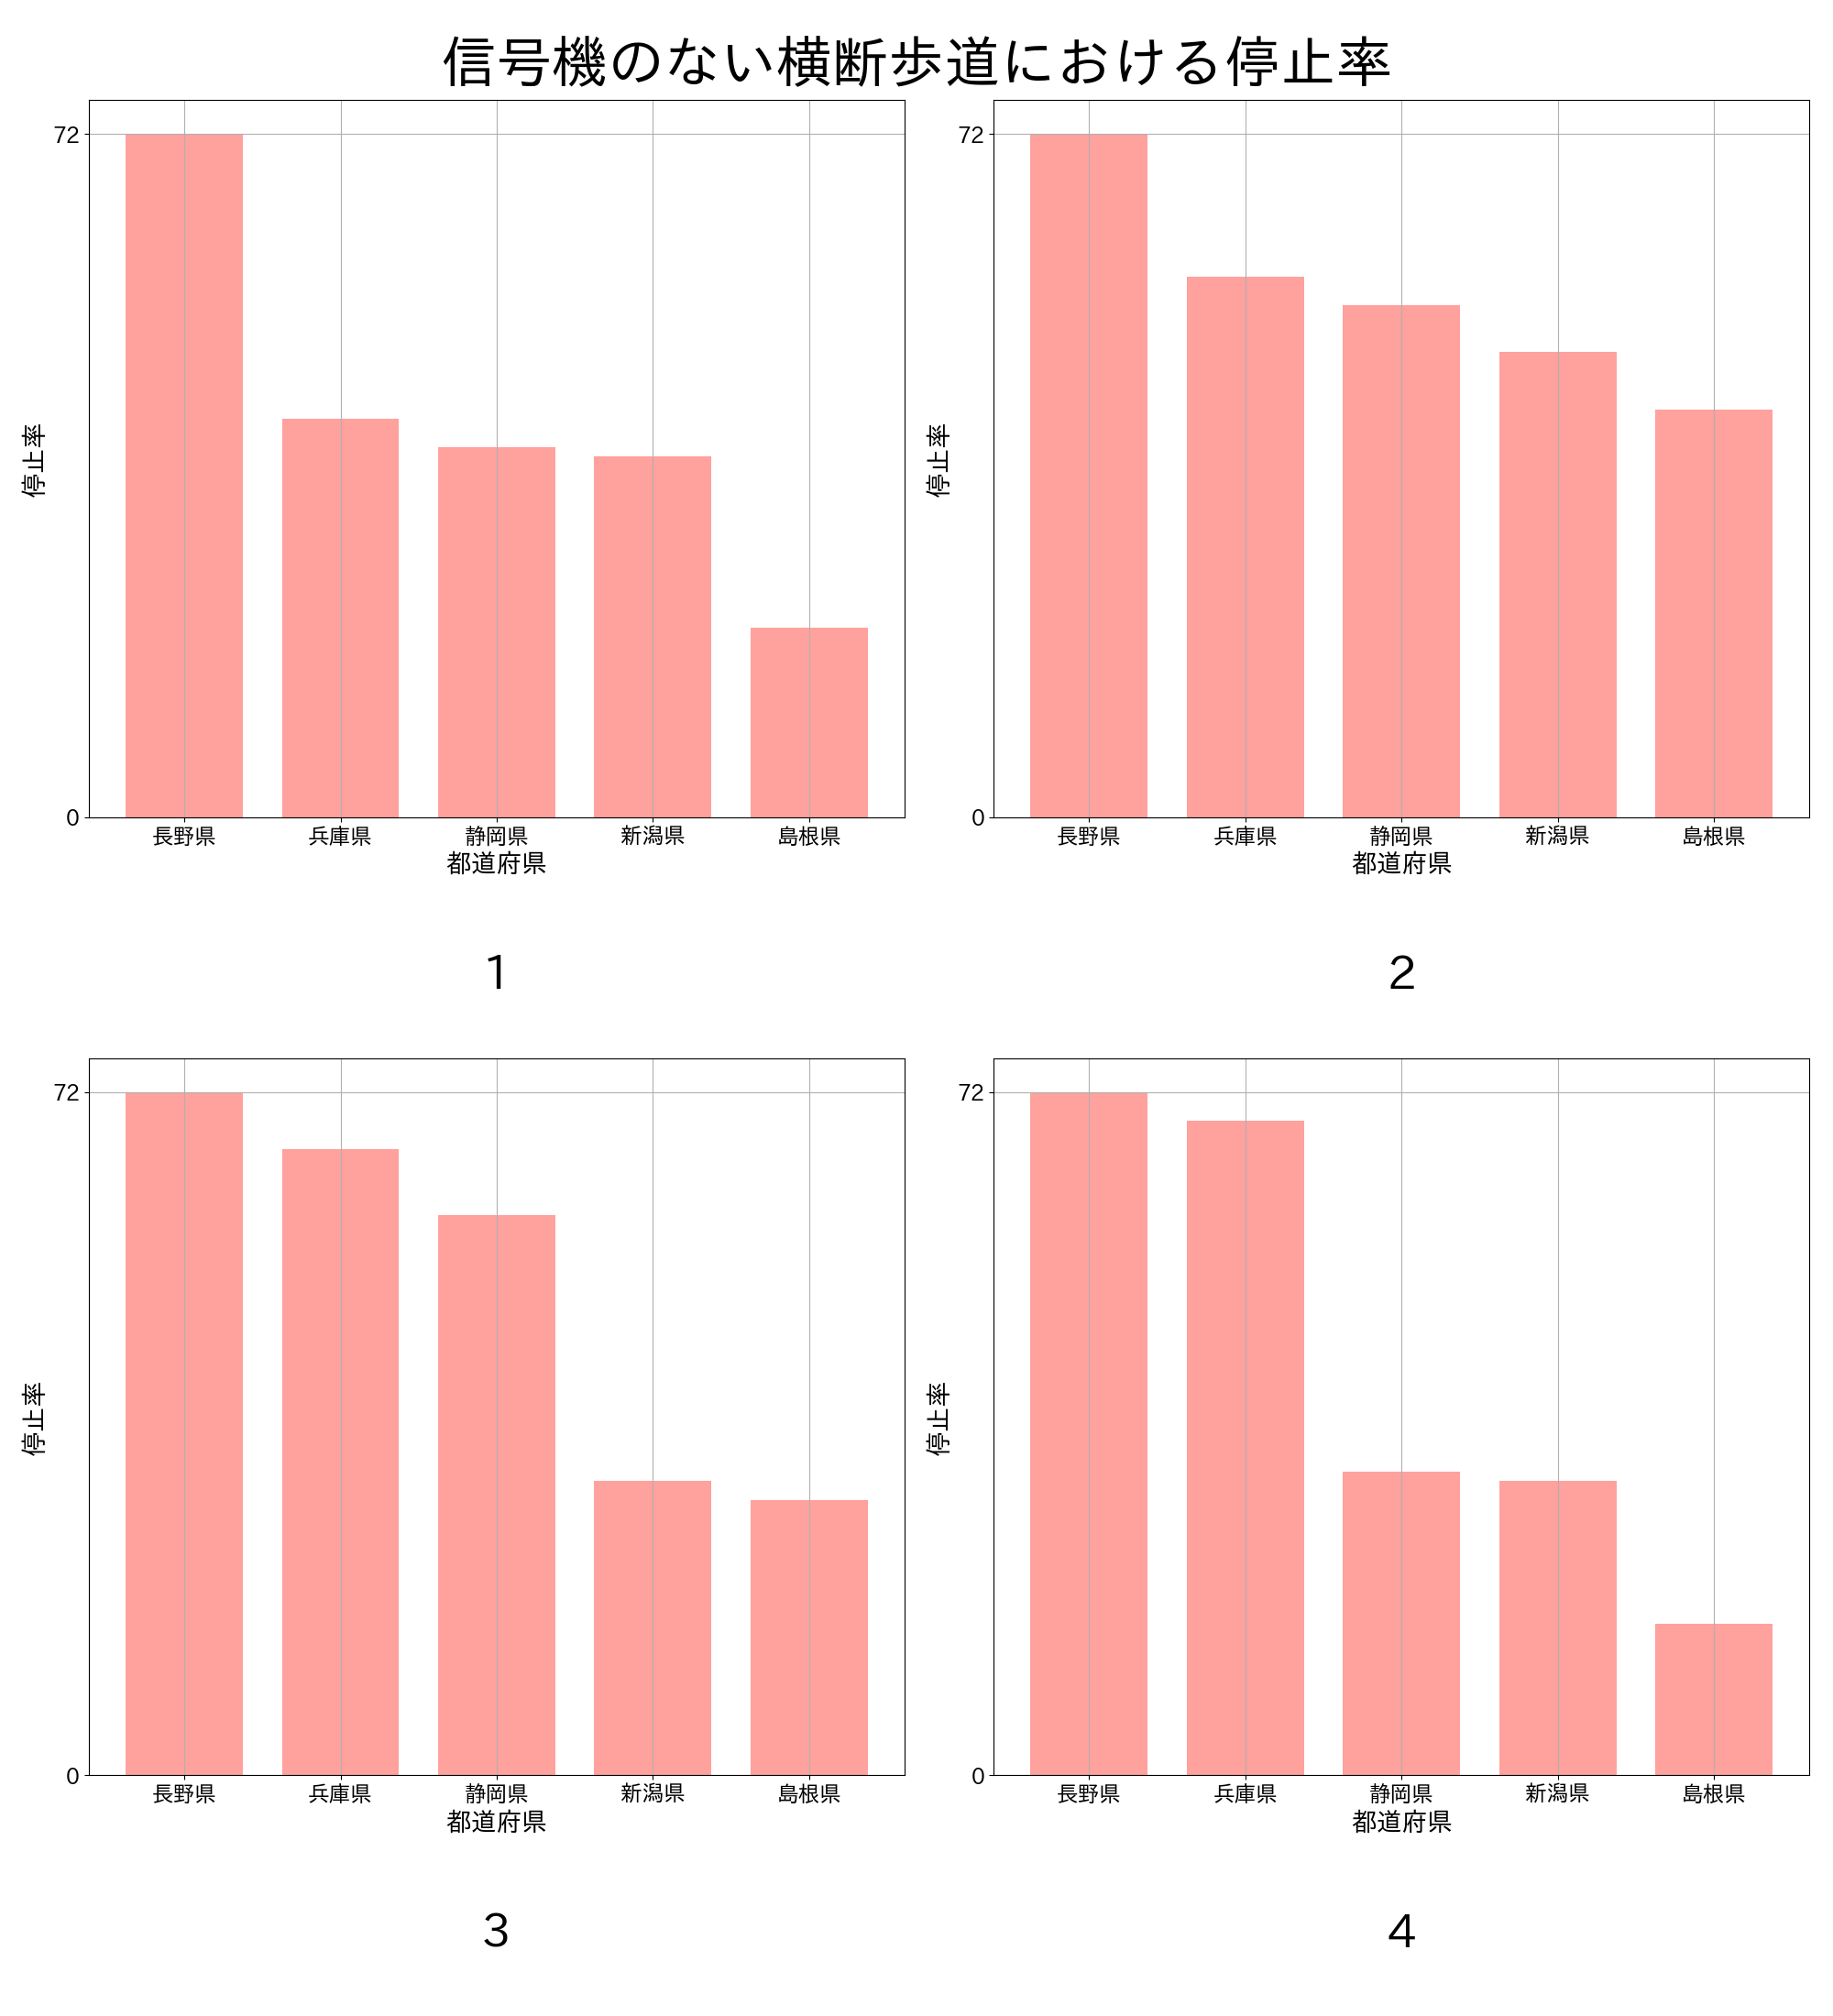 信号機のない横断歩道における停止率
72
0
停止率
長野県 兵庫県 静岡県 新潟県 島根県
都道府県
1
72
0
停止率
長野県 兵庫県 静岡県 新潟県 島根県
都道府県
2
72
0
停止率
長野県 兵庫県 静岡県 新潟県 島根県
都道府県
3
72
0
停止率
長野県 兵庫県 静岡県 新潟県 島根県
都道府県
4